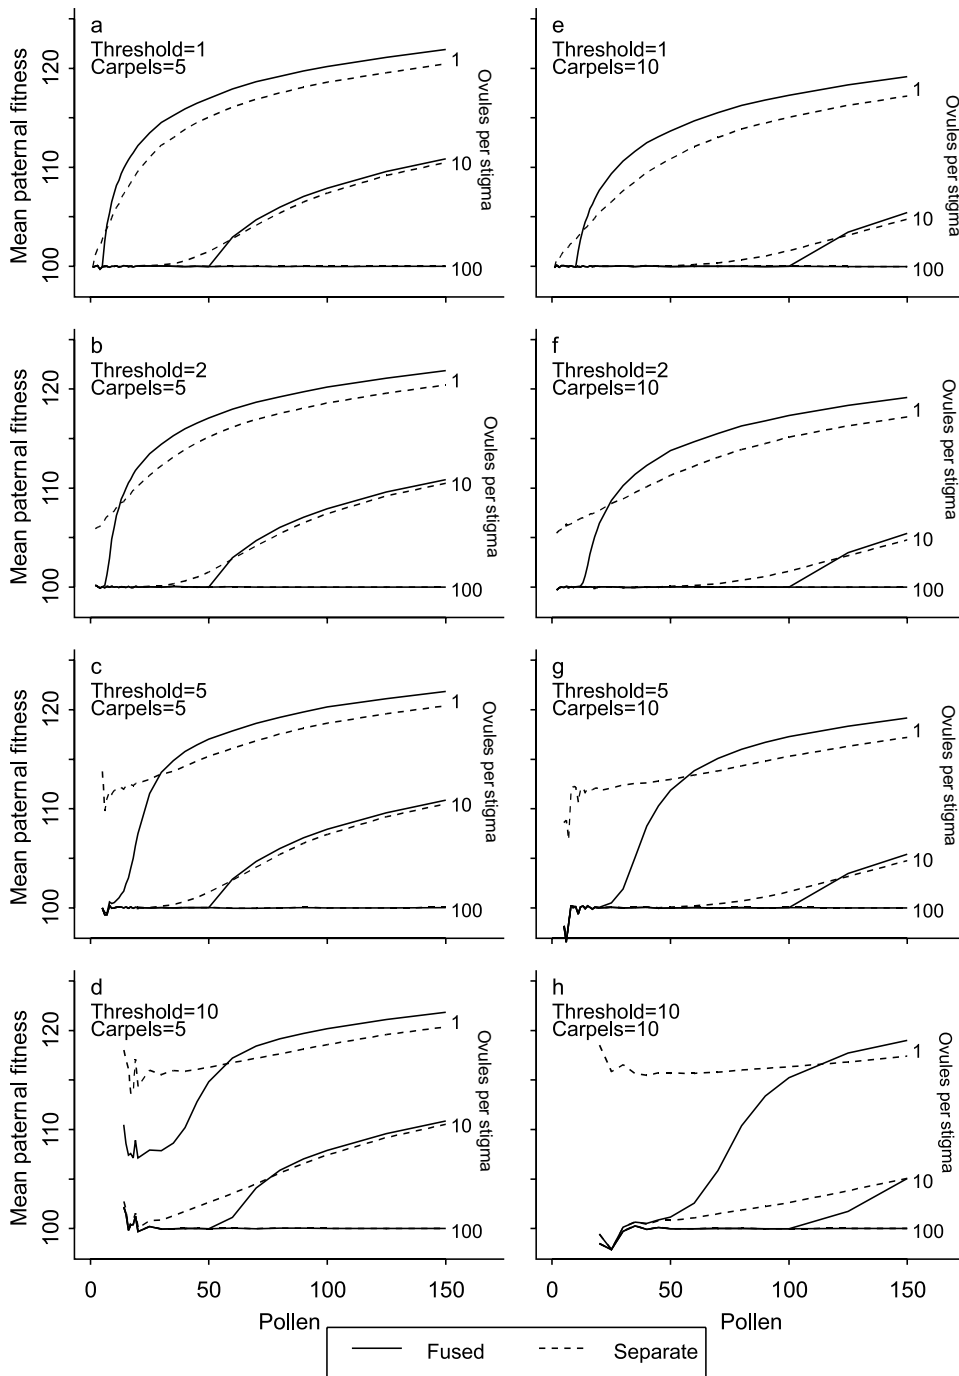 a
Threshold=1
Carpels=5
Mean paternal fitness
100
110
120
1
10
100
Ovules per stigma
e
Threshold=1
Carpels=10
1
10
100
Ovules per stigma
b
Threshold=2
Carpels=5
Mean paternal fitness
100
110
120
1
10
100
Ovules per stigma
f
Threshold=2
Carpels=10
1
10
100
Ovules per stigma
c
Threshold=5
Carpels=5
Mean paternal fitness
100
110
120
1
10
100
Ovules per stigma
g
Threshold=5
Carpels=10
1
10
100
Ovules per stigma
d
Threshold=10
Carpels=5
Mean paternal fitness
100
110
120
1
10
100
Ovules per stigma
h
Threshold=10
Carpels=10
1
10
100
Ovules per stigma
0 50 100 150
0 50 100 150
Pollen
Pollen
Fused
Separate